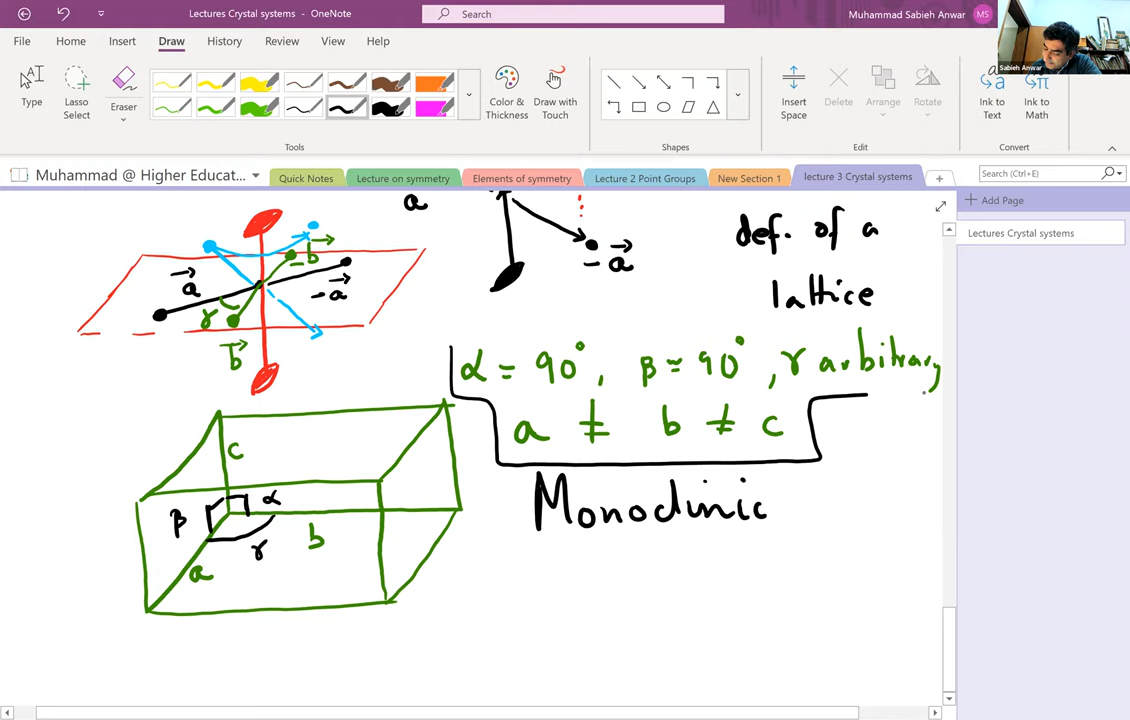 Lectures Crystal systems - OneNote
Search
Muhammad Sabieh Anwar
MS
File Home Insert Draw History Review View Help
Sabieh Anwar
Type
Lasso Select
Eraser
Color & Thickness
Draw with Touch
Insert Space
Delete
Arrange
Rotate
Ink to Text
Ink to Math
Tools
Shapes
Edit
Convert
Muhammad @ Higher Educat...
Quick Notes
Lecture on symmetry
Elements of symmetry
Lecture 2 Point Groups
New Section 1
lecture 3 Crystal systems
Search (Ctrl+E)
Add Page
Lectures Crystal systems
a
-a
def. of a
lattice
a
-b
-a
γ
b
α = 90°, β = 90°, γ arbitrary
a ≠ b ≠ c
Monoclinic
c
α
β
γ
b
a